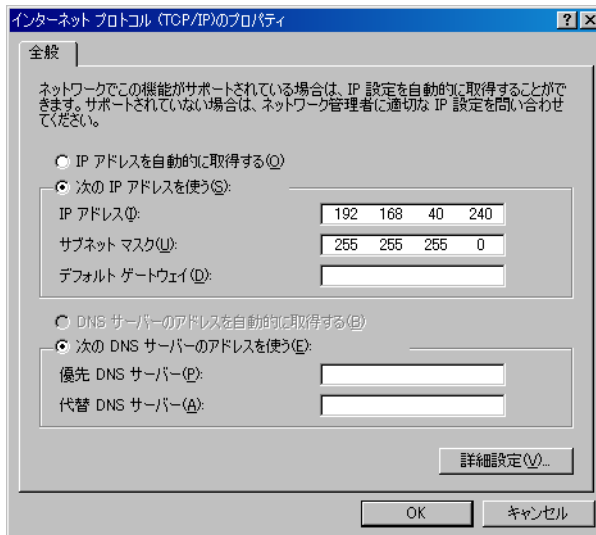 インターネット プロトコル (TCP/IP)のプロパティ
全般
ネットワークでこの機能がサポートされている場合は、IP 設定を自動的に取得することがで
きます。サポートされていない場合は、ネットワーク管理者に適切な IP 設定を問い合わせ
てください。
IP アドレスを自動的に取得する(O)
次の IP アドレスを使う(S):
IP アドレス(I): 192 168 40 240
サブネット マスク(U): 255 255 255 0
デフォルト ゲートウェイ(D):
DNS サーバーのアドレスを自動的に取得する(B)
次の DNS サーバーのアドレスを使う(E):
優先 DNS サーバー(P):
代替 DNS サーバー(A):
詳細設定(V)...
OK キャンセル